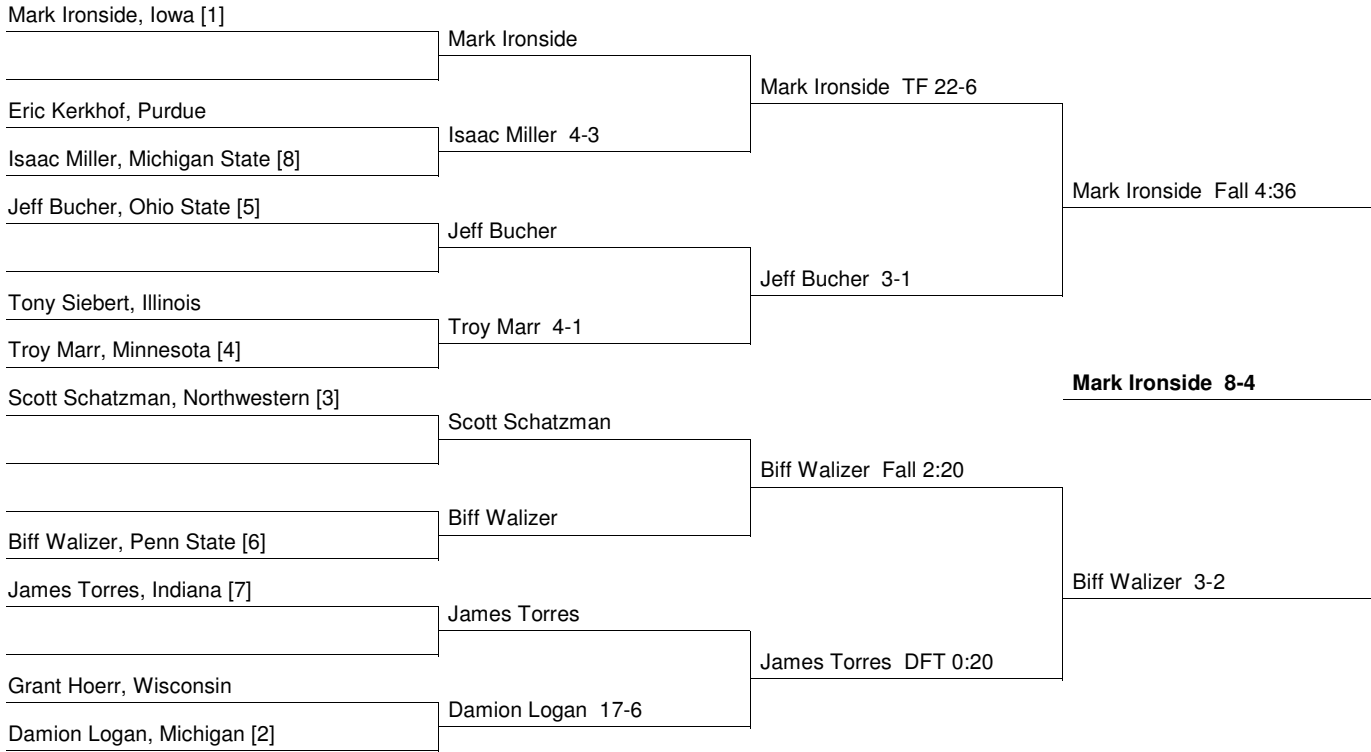 Mark Ironside, Iowa [1]
Mark Ironside
Mark Ironside TF 22-6
Eric Kerkhof, Purdue
Isaac Miller 4-3
Isaac Miller, Michigan State [8]
Mark Ironside Fall 4:36
Jeff Bucher, Ohio State [5]
Jeff Bucher
Jeff Bucher 3-1
Tony Siebert, Illinois
Troy Marr 4-1
Troy Marr, Minnesota [4]
Mark Ironside 8-4
Scott Schatzman, Northwestern [3]
Scott Schatzman
Biff Walizer Fall 2:20
Biff Walizer
Biff Walizer, Penn State [6]
Biff Walizer 3-2
James Torres, Indiana [7]
James Torres
James Torres DFT 0:20
Grant Hoerr, Wisconsin
Damion Logan 17-6
Damion Logan, Michigan [2]